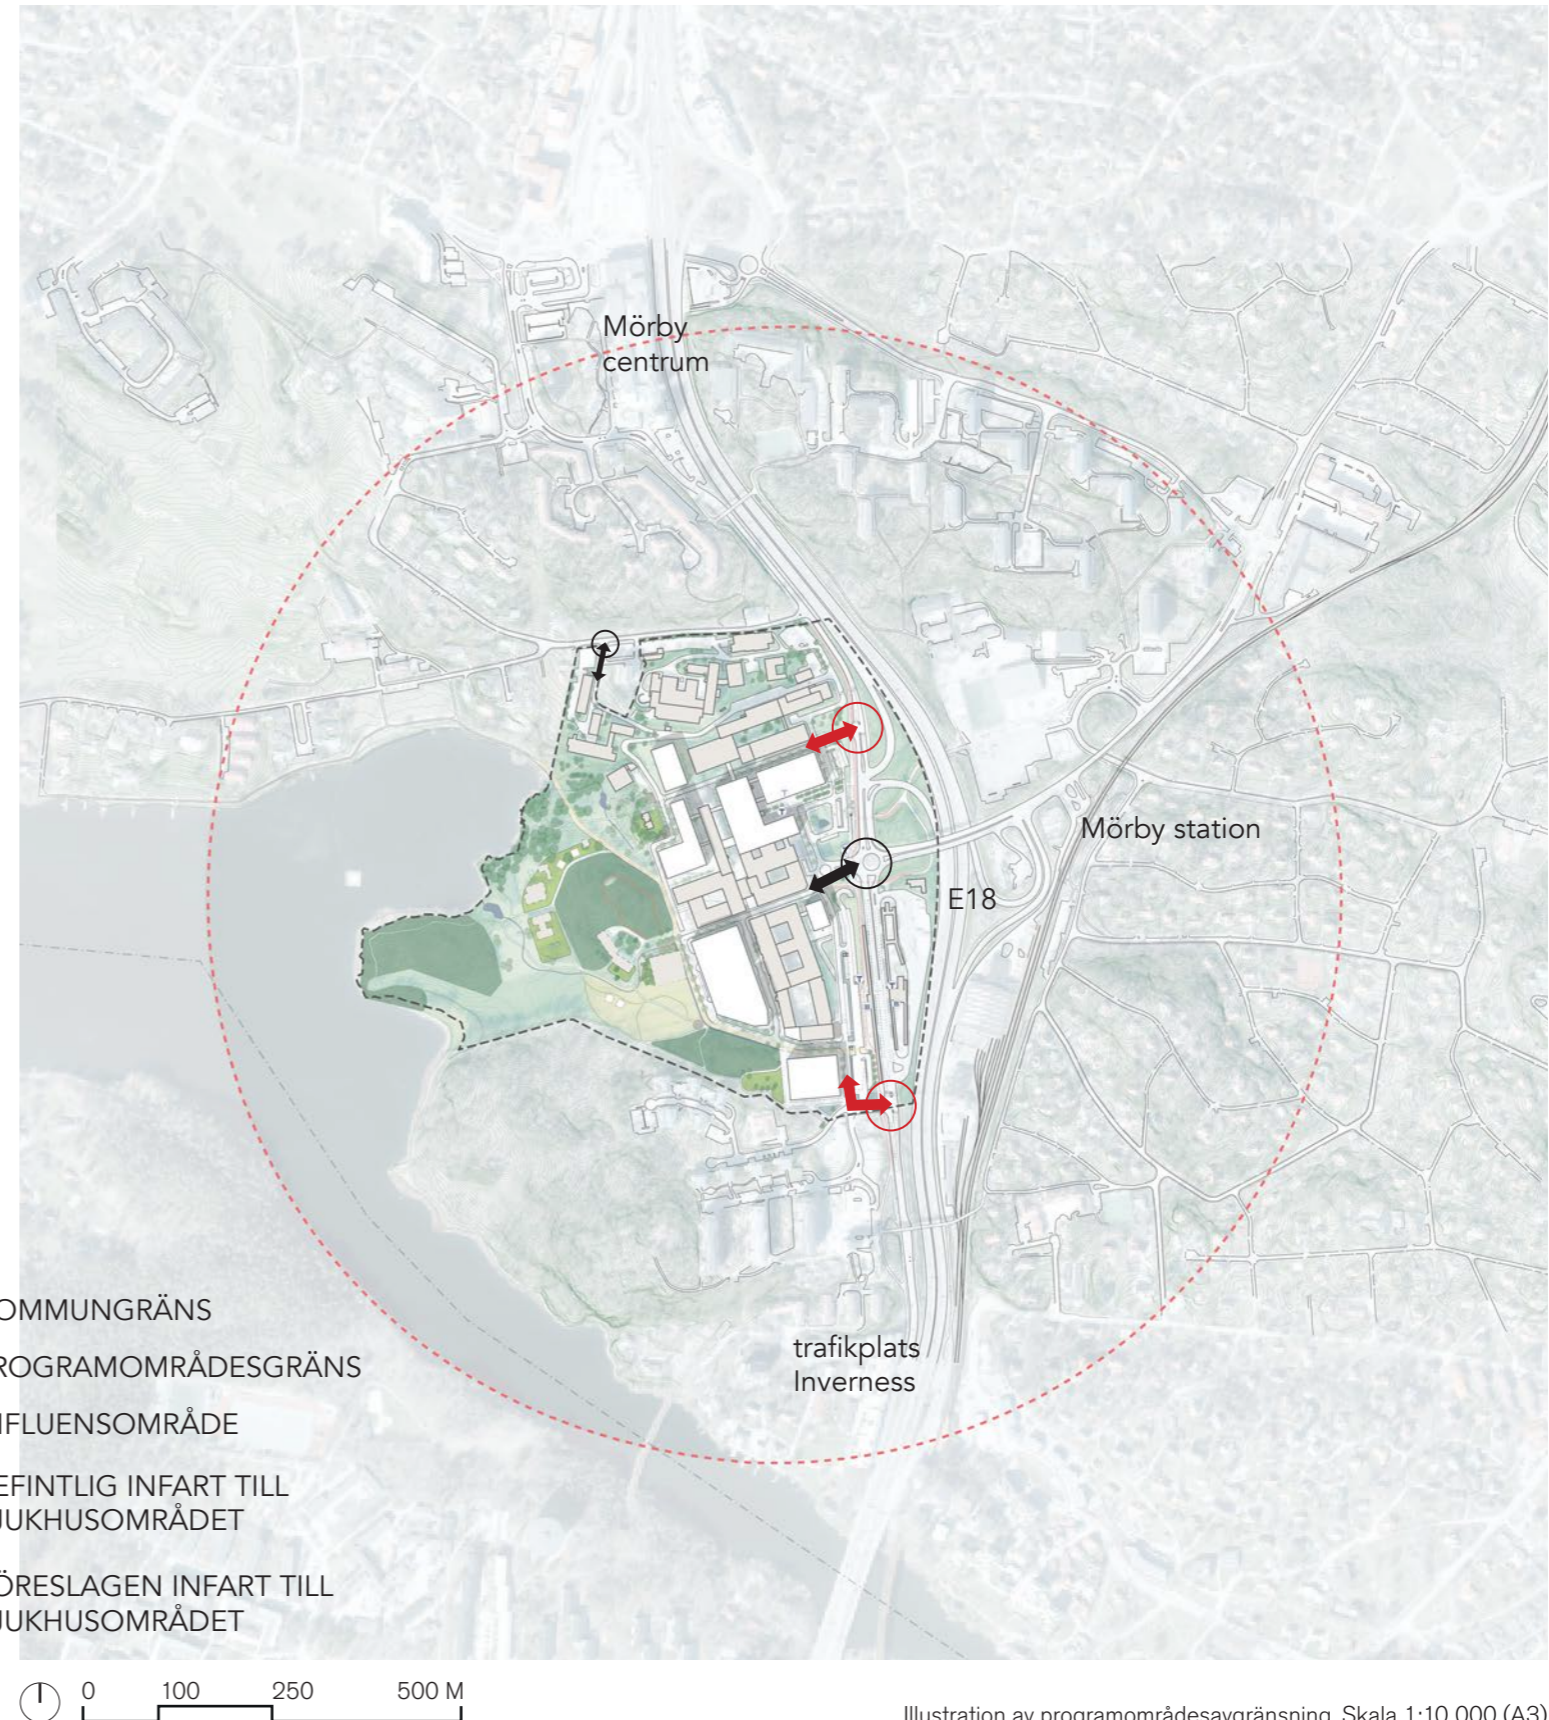 Mörby
centrum
Mörby station
E18
trafikplats
Inverness
OMMUNGRÄNS
ROGRAMOMRÅDESGRÄNS
NFLUENSOMRÅDE
EFINTLIG INFART TILL
JUKHUSOMRÅDET
ÖRESLAGEN INFART TILL
JUKHUSOMRÅDET
0 100 250 500 M
Illustration av programområdesavgränsning. Skala 1:10 000 (A3)